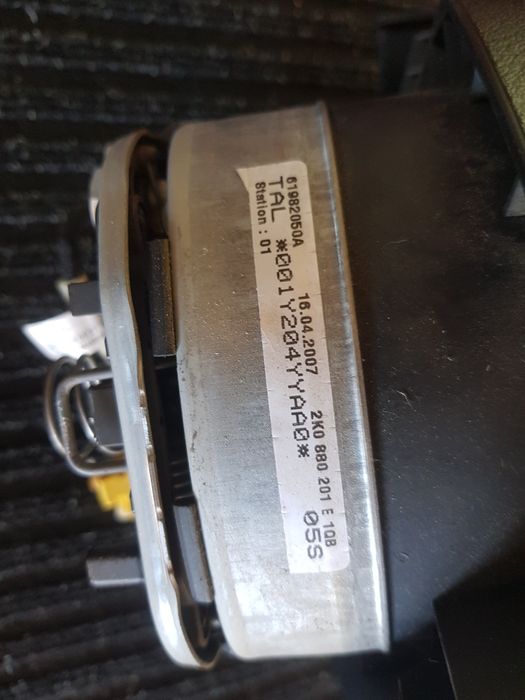 61982050A 16.04.2007 2K0 880 201 E 1QB
TAL *001Y204YYAA0* 05S
Station : 01